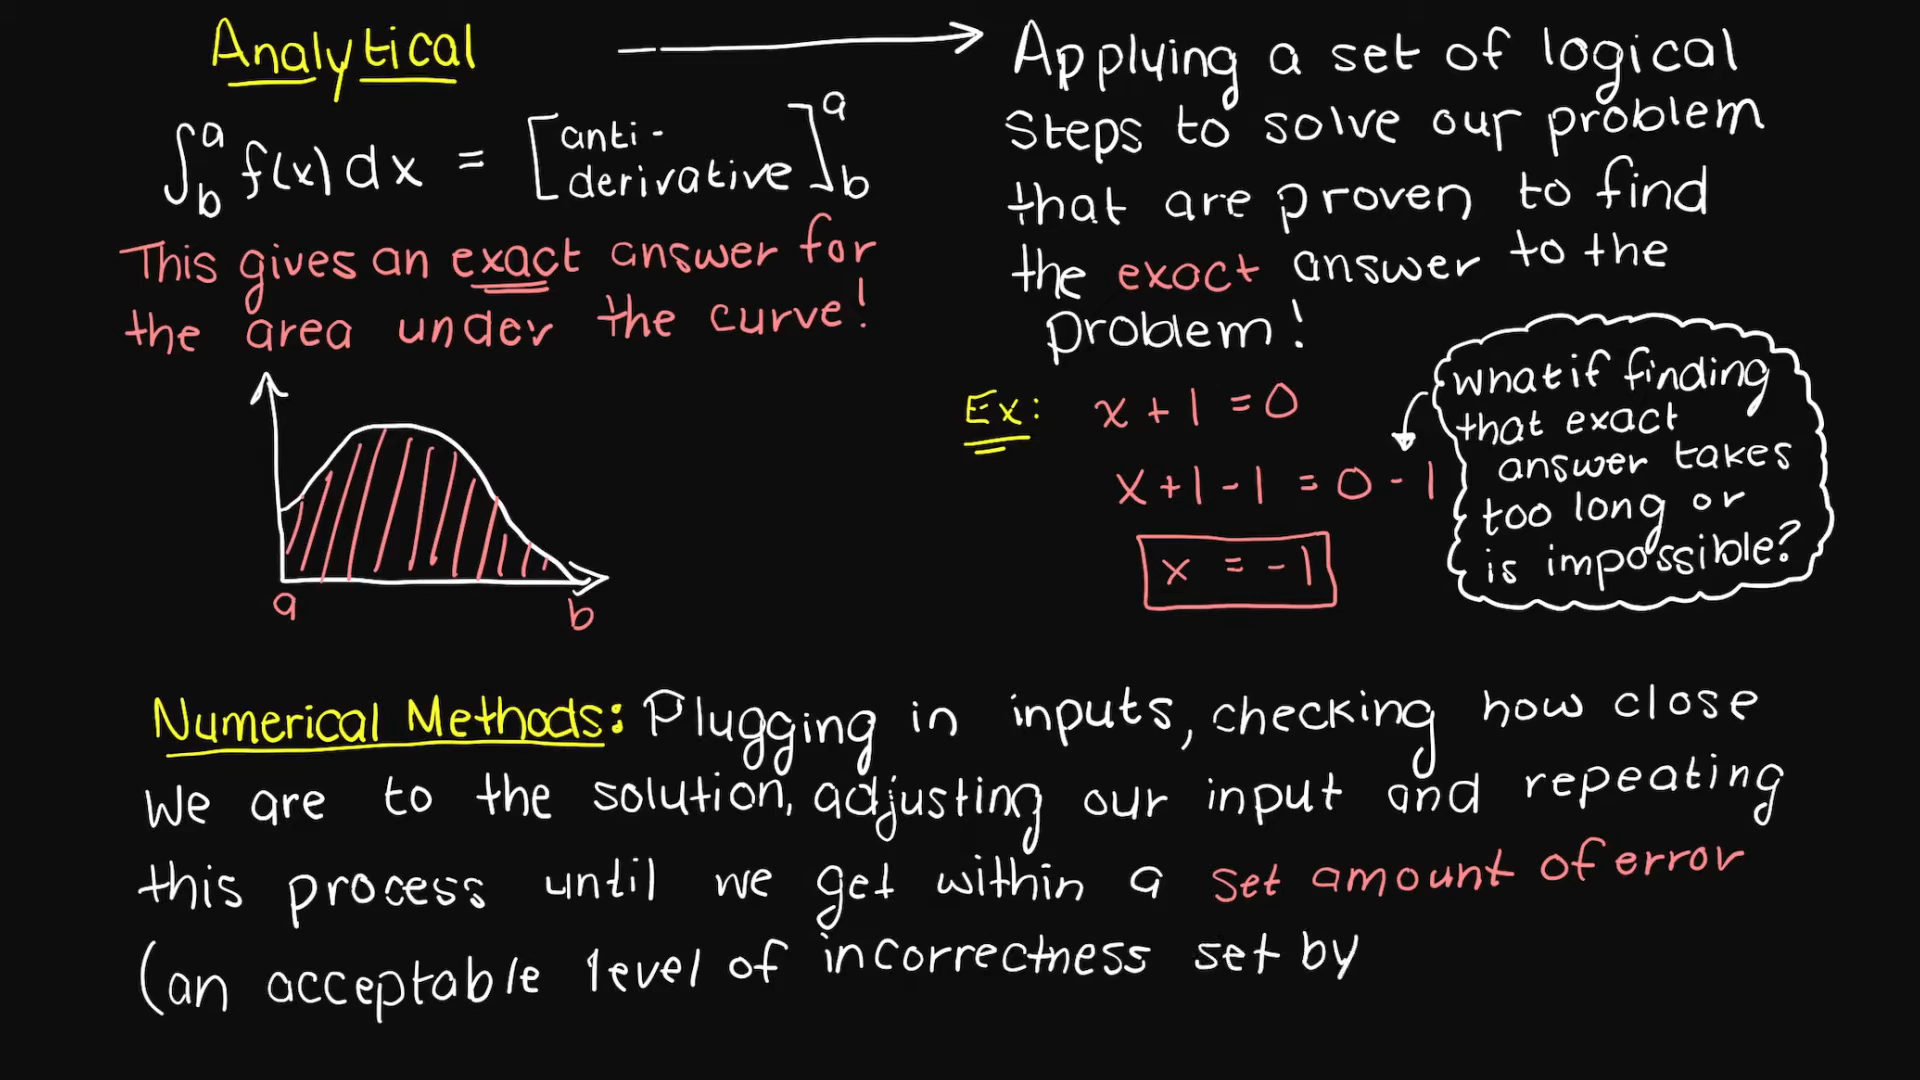 Analytical
∫ₐᵇ f(x) dx = [anti-
derivative]ₐᵇ
This gives an exact answer for
the area under the curve!
a
b
Applying a set of logical
steps to solve our problem
that are proven to find
the exact answer to the
problem!
Ex: x + 1 = 0
x + 1 - 1 = 0 - 1
x = -1
what if finding
that exact
answer takes
too long or
is impossible?
Numerical Methods: Plugging in inputs, checking how close
we are to the solution, adjusting our input and repeating
this process until we get within a set amount of error
(an acceptable level of incorrectness set by